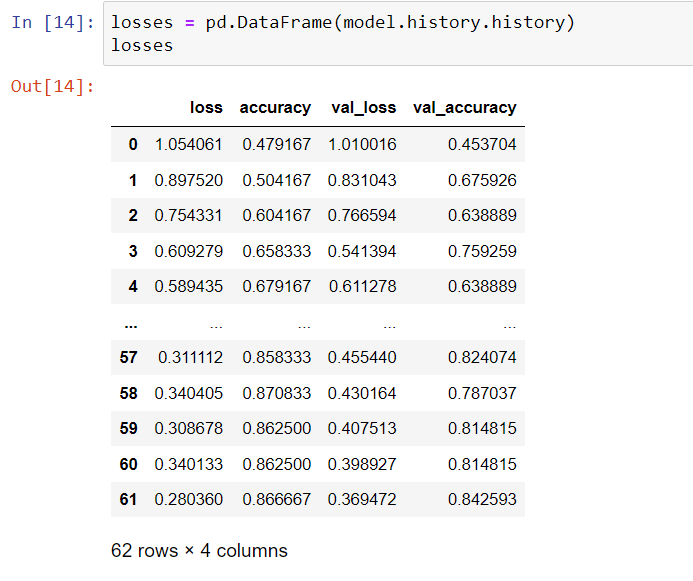 In [14]: losses = pd.DataFrame(model.history.history)
losses
Out[14]:
loss accuracy val_loss val_accuracy
0 1.054061 0.479167 1.010016 0.453704
1 0.897520 0.504167 0.831043 0.675926
2 0.754331 0.604167 0.766594 0.638889
3 0.609279 0.658333 0.541394 0.759259
4 0.589435 0.679167 0.611278 0.638889
... ... ... ... ...
57 0.311112 0.858333 0.455440 0.824074
58 0.340405 0.870833 0.430164 0.787037
59 0.308678 0.862500 0.407513 0.814815
60 0.340133 0.862500 0.398927 0.814815
61 0.280360 0.866667 0.369472 0.842593
62 rows × 4 columns